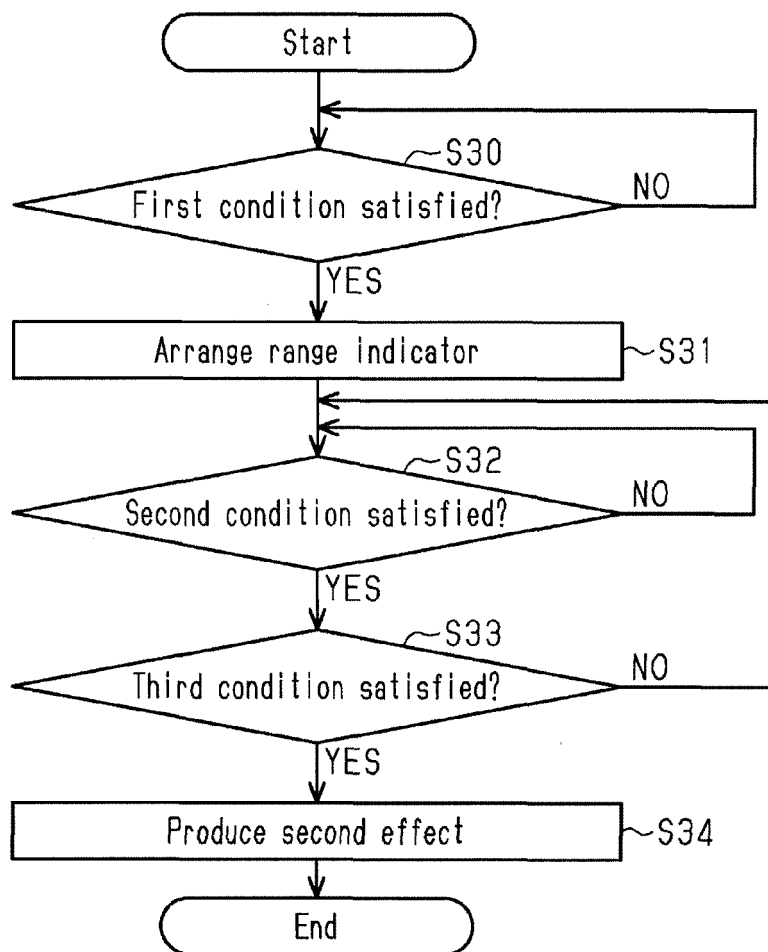 Start
S30
First condition satisfied?
NO
YES
Arrange range indicator
S31
S32
Second condition satisfied?
NO
YES
S33
Third condition satisfied?
NO
YES
Produce second effect
S34
End